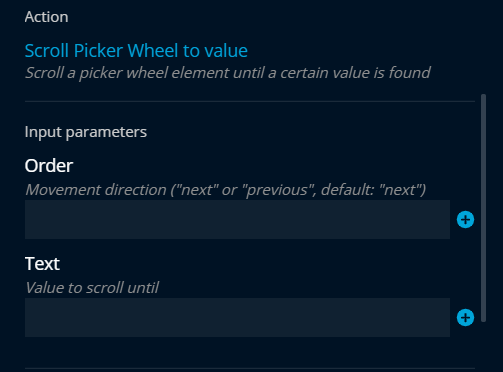 Action
Scroll Picker Wheel to value
Scroll a picker wheel element until a certain value is found
Input parameters
Order
Movement direction ("next" or "previous", default: "next")
Text
Value to scroll until